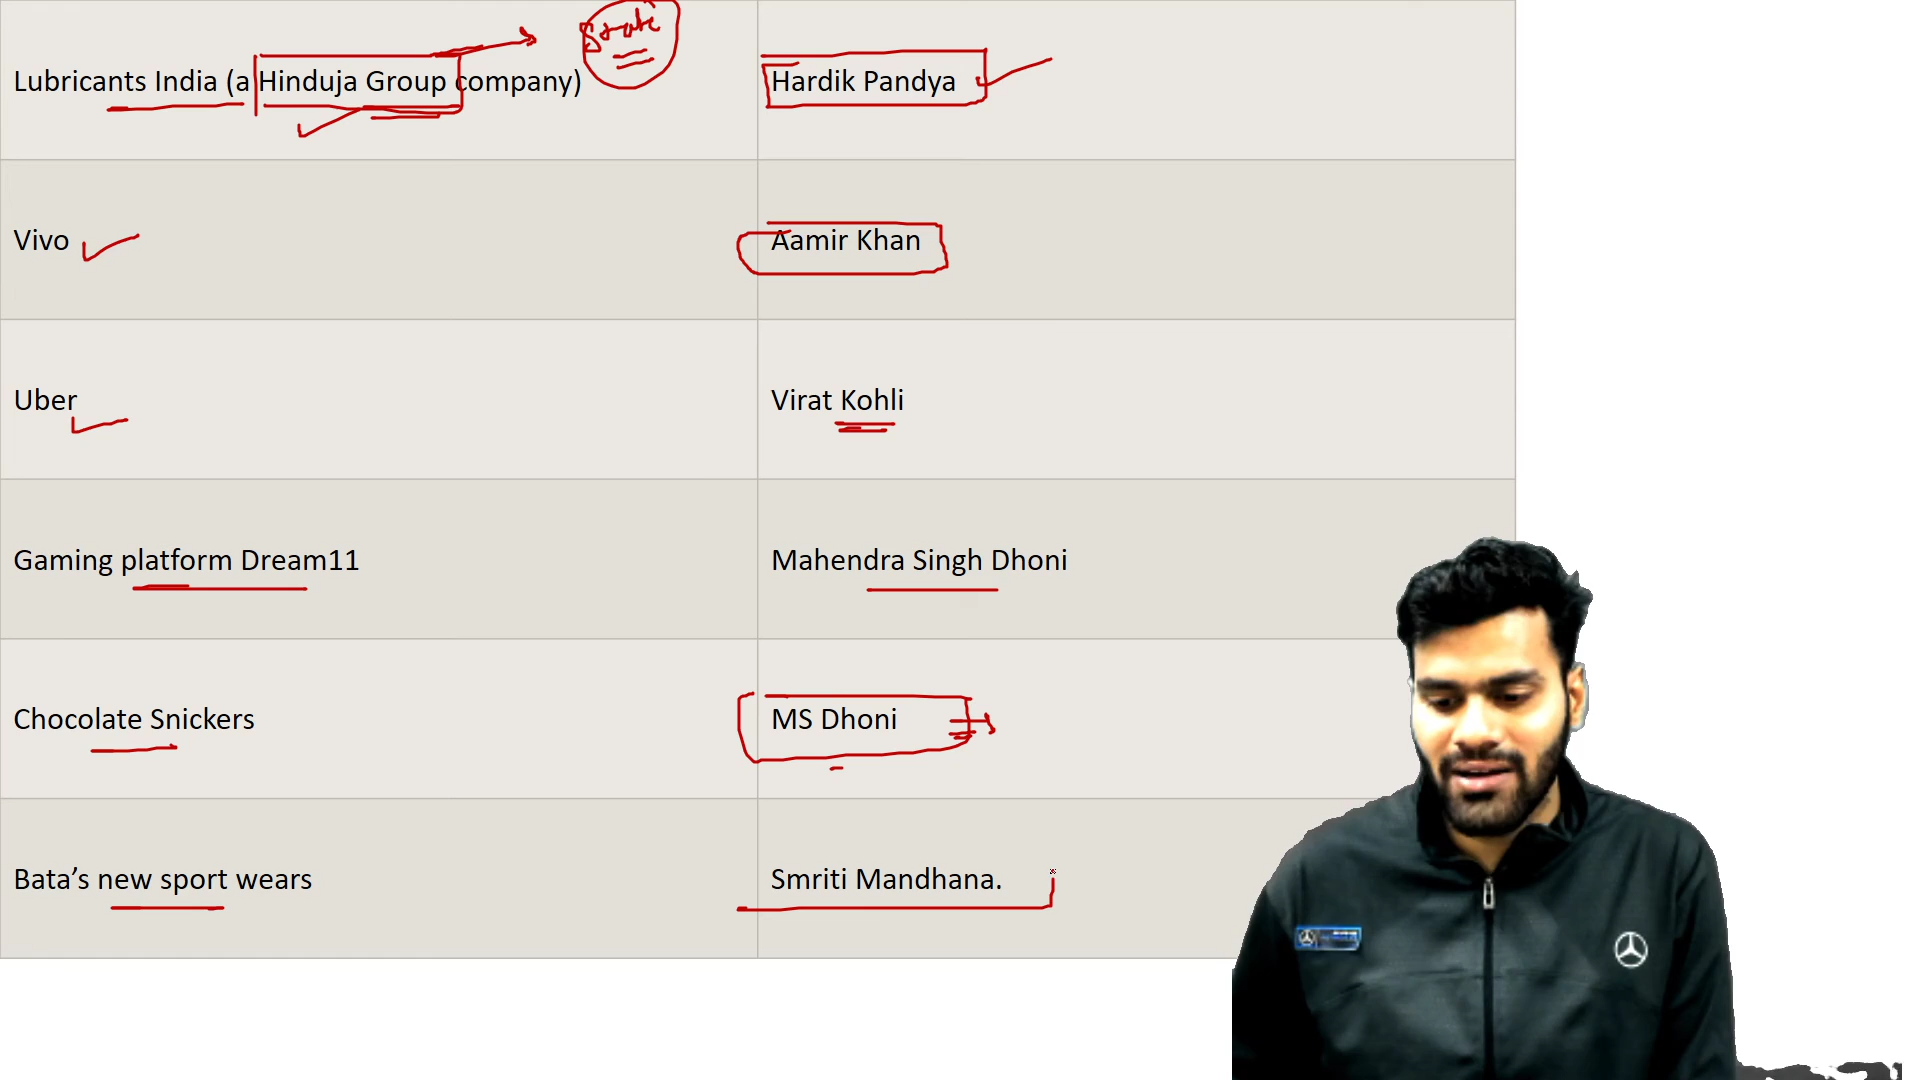 Lubricants India (a Hinduja Group company)
Hardik Pandya
Vivo
Aamir Khan
Uber
Virat Kohli
Gaming platform Dream11
Mahendra Singh Dhoni
Chocolate Snickers
MS Dhoni
Bata’s new sport wears
Smriti Mandhana.